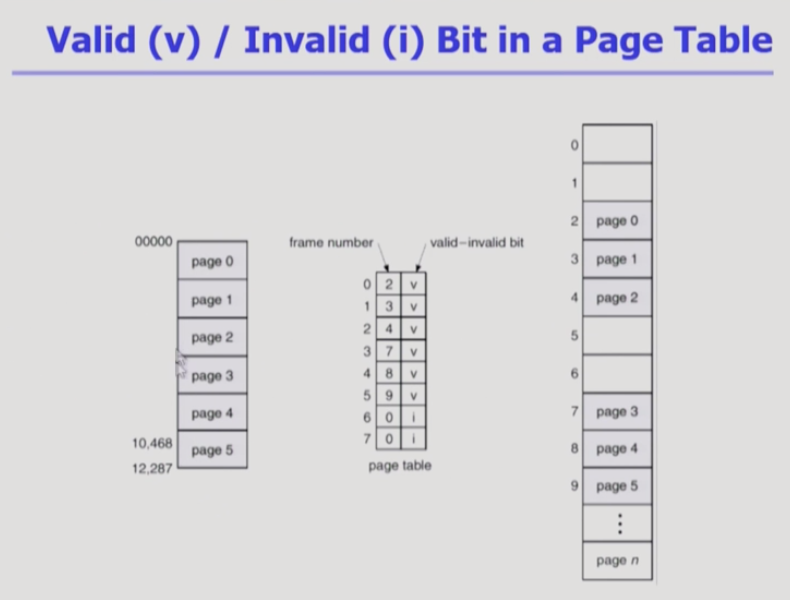 Valid (v) / Invalid (i) Bit in a Page Table
00000
page 0
page 1
page 2
page 3
page 4
10,468
page 5
12,287
frame number
valid–invalid bit
0 2 v
1 3 v
2 4 v
3 7 v
4 8 v
5 9 v
6 0 i
7 0 i
page table
0
1
2 page 0
3 page 1
4 page 2
5
6
7 page 3
8 page 4
9 page 5
⋮
page n